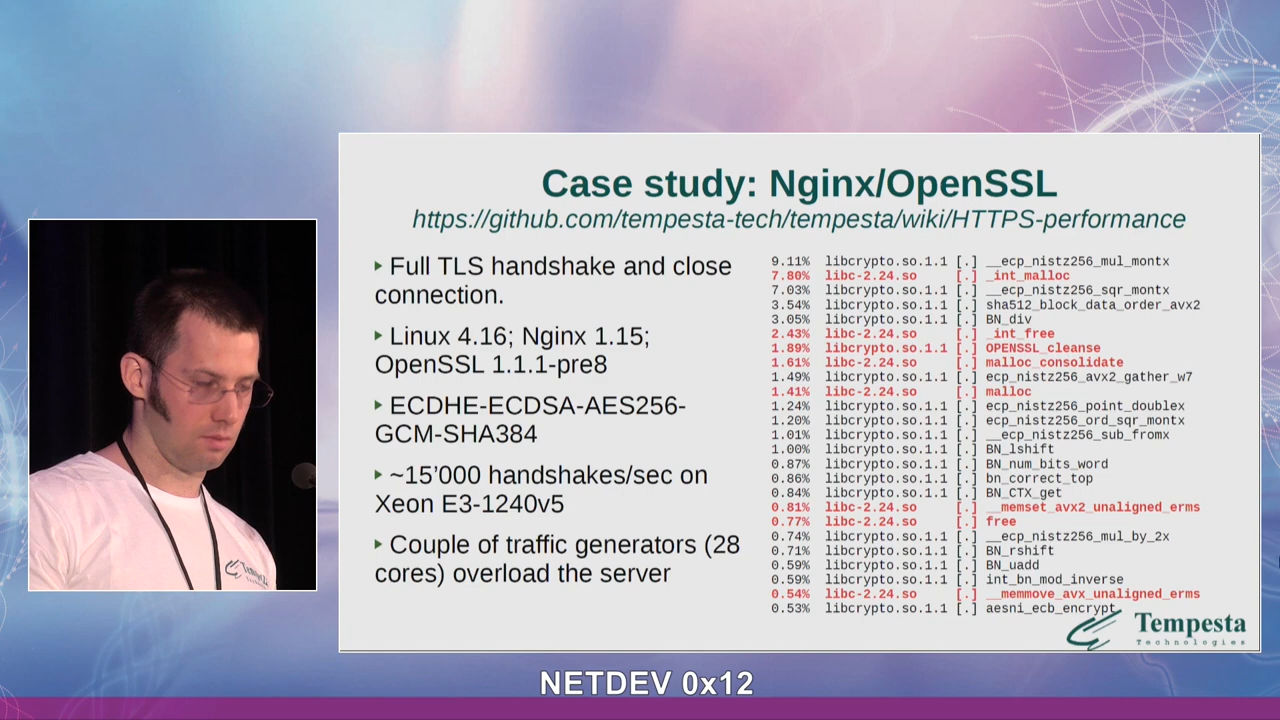 Case study: Nginx/OpenSSL
https://github.com/tempesta-tech/tempesta/wiki/HTTPS-performance
Full TLS handshake and close
connection.
Linux 4.16; Nginx 1.15;
OpenSSL 1.1.1-pre8
ECDHE-ECDSA-AES256-
GCM-SHA384
~15’000 handshakes/sec on
Xeon E3-1240v5
Couple of traffic generators (28
cores) overload the server
9.11% libcrypto.so.1.1 [.] __ecp_nistz256_mul_montx
7.80% libc-2.24.so [.] _int_malloc
7.03% libcrypto.so.1.1 [.] __ecp_nistz256_sqr_montx
3.54% libcrypto.so.1.1 [.] sha512_block_data_order_avx2
3.05% libcrypto.so.1.1 [.] BN_div
2.43% libc-2.24.so [.] _int_free
1.89% libcrypto.so.1.1 [.] OPENSSL_cleanse
1.61% libc-2.24.so [.] malloc_consolidate
1.49% libcrypto.so.1.1 [.] ecp_nistz256_avx2_gather_w7
1.41% libc-2.24.so [.] malloc
1.24% libcrypto.so.1.1 [.] ecp_nistz256_point_doublex
1.20% libcrypto.so.1.1 [.] ecp_nistz256_ord_sqr_montx
1.01% libcrypto.so.1.1 [.] __ecp_nistz256_sub_fromx
1.00% libcrypto.so.1.1 [.] BN_lshift
0.87% libcrypto.so.1.1 [.] BN_num_bits_word
0.86% libcrypto.so.1.1 [.] bn_correct_top
0.84% libcrypto.so.1.1 [.] BN_CTX_get
0.81% libc-2.24.so [.] __memset_avx2_unaligned_erms
0.77% libc-2.24.so [.] free
0.74% libcrypto.so.1.1 [.] __ecp_nistz256_mul_by_2x
0.71% libcrypto.so.1.1 [.] BN_rshift
0.59% libcrypto.so.1.1 [.] BN_uadd
0.59% libcrypto.so.1.1 [.] int_bn_mod_inverse
0.54% libc-2.24.so [.] __memmove_avx_unaligned_erms
0.53% libcrypto.so.1.1 [.] aesni_ecb_encrypt
Tempesta
Technologies
NETDEV 0x12